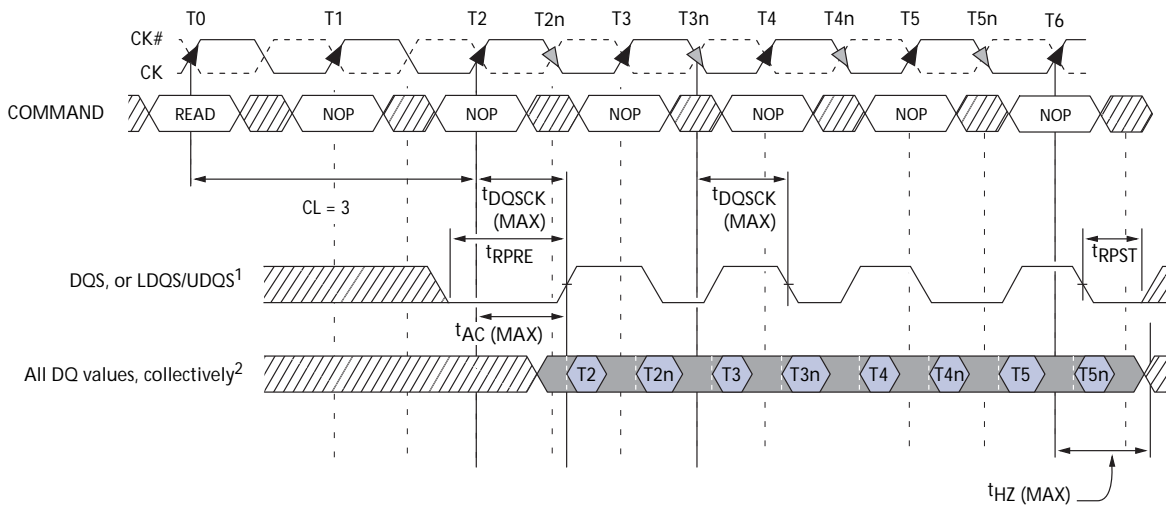 T0 T1 T2 T2n T3 T3n T4 T4n T5 T5n T6
CK#
CK
COMMAND READ NOP NOP NOP NOP NOP NOP
CL = 3
tDQSCK
(MAX)
tDQSCK
(MAX)
tRPRE
tRPST
DQS, or LDQS/UDQS1
tAC (MAX)
All DQ values, collectively2 T2 T2n T3 T3n T4 T4n T5 T5n
tHZ (MAX)